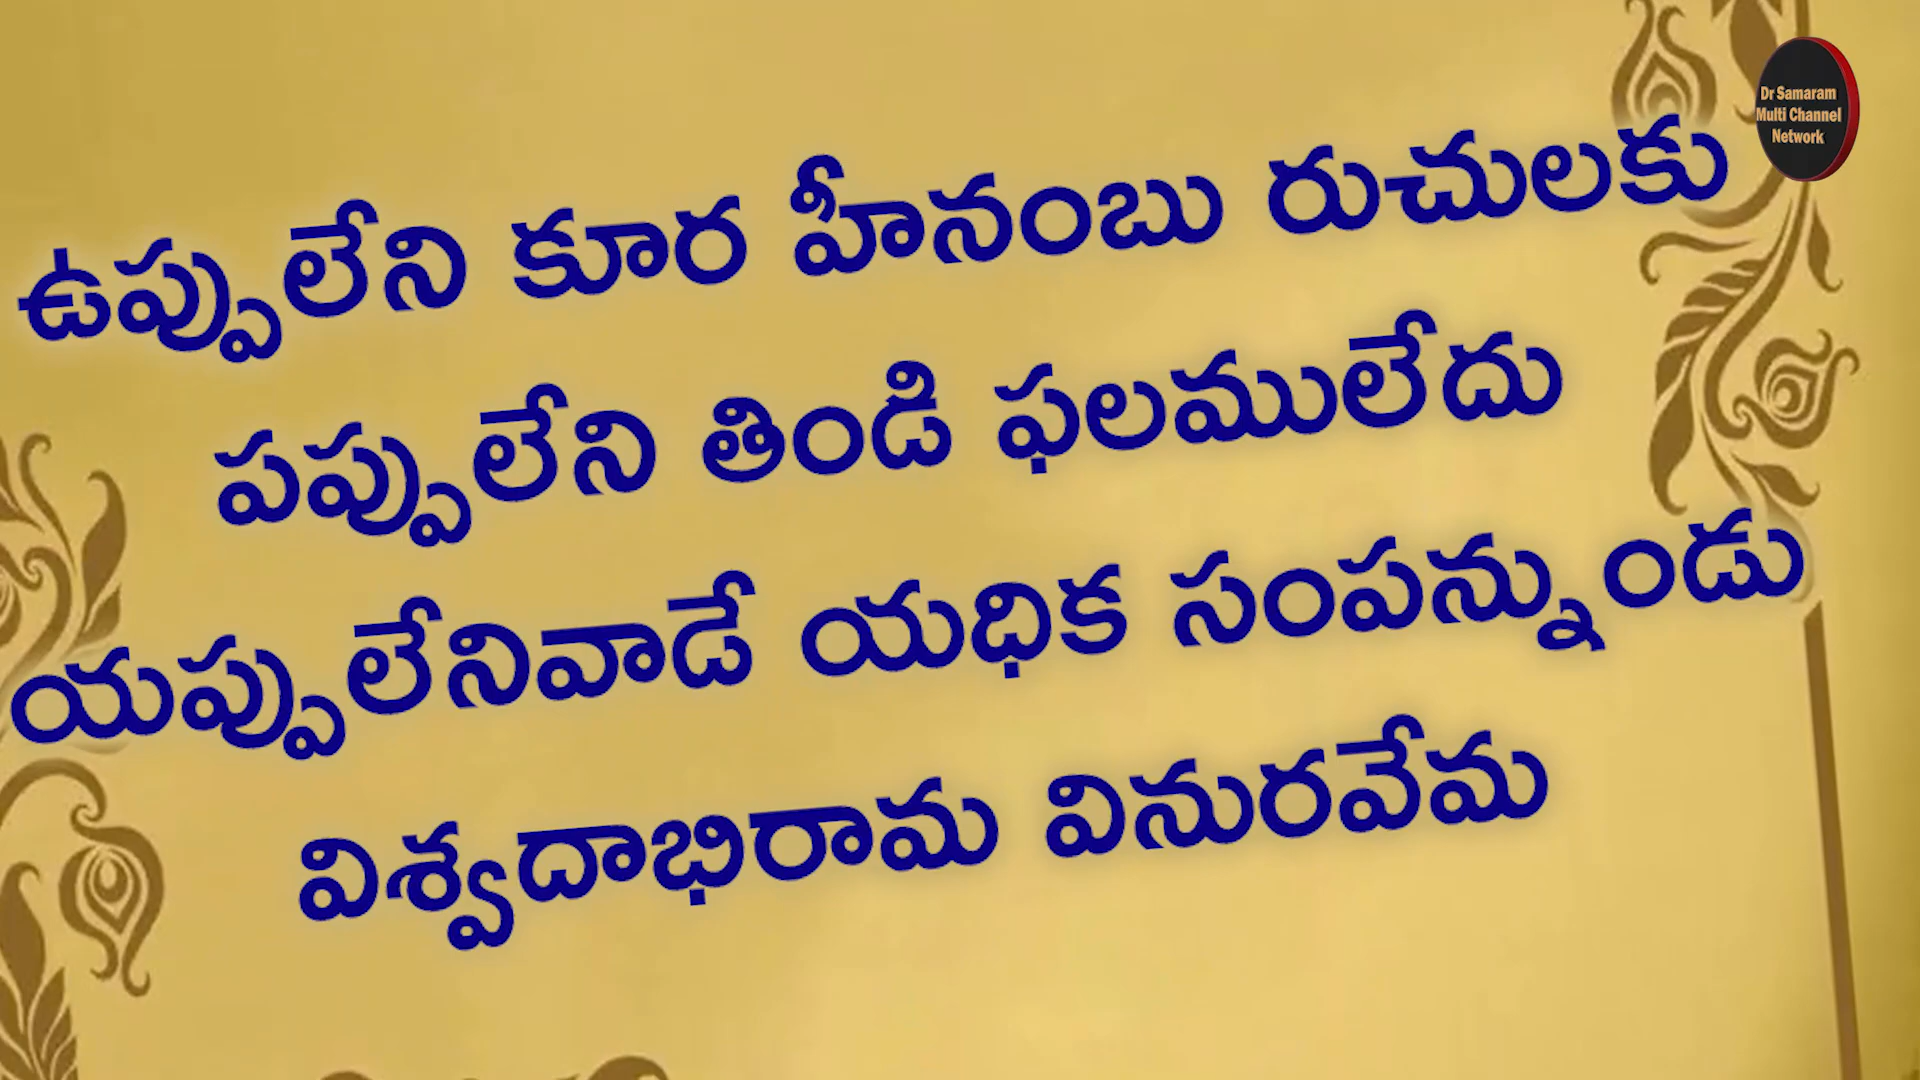 Dr Samaram
Multi Channel
Network
ఉప్పులేని కూర హీనంబు రుచులకు
పప్పులేని తిండి ఫలములేదు
యప్పులేనివాడే యధిక సంపన్నుండు
విశ్వదాభిరామ వినురవేమ